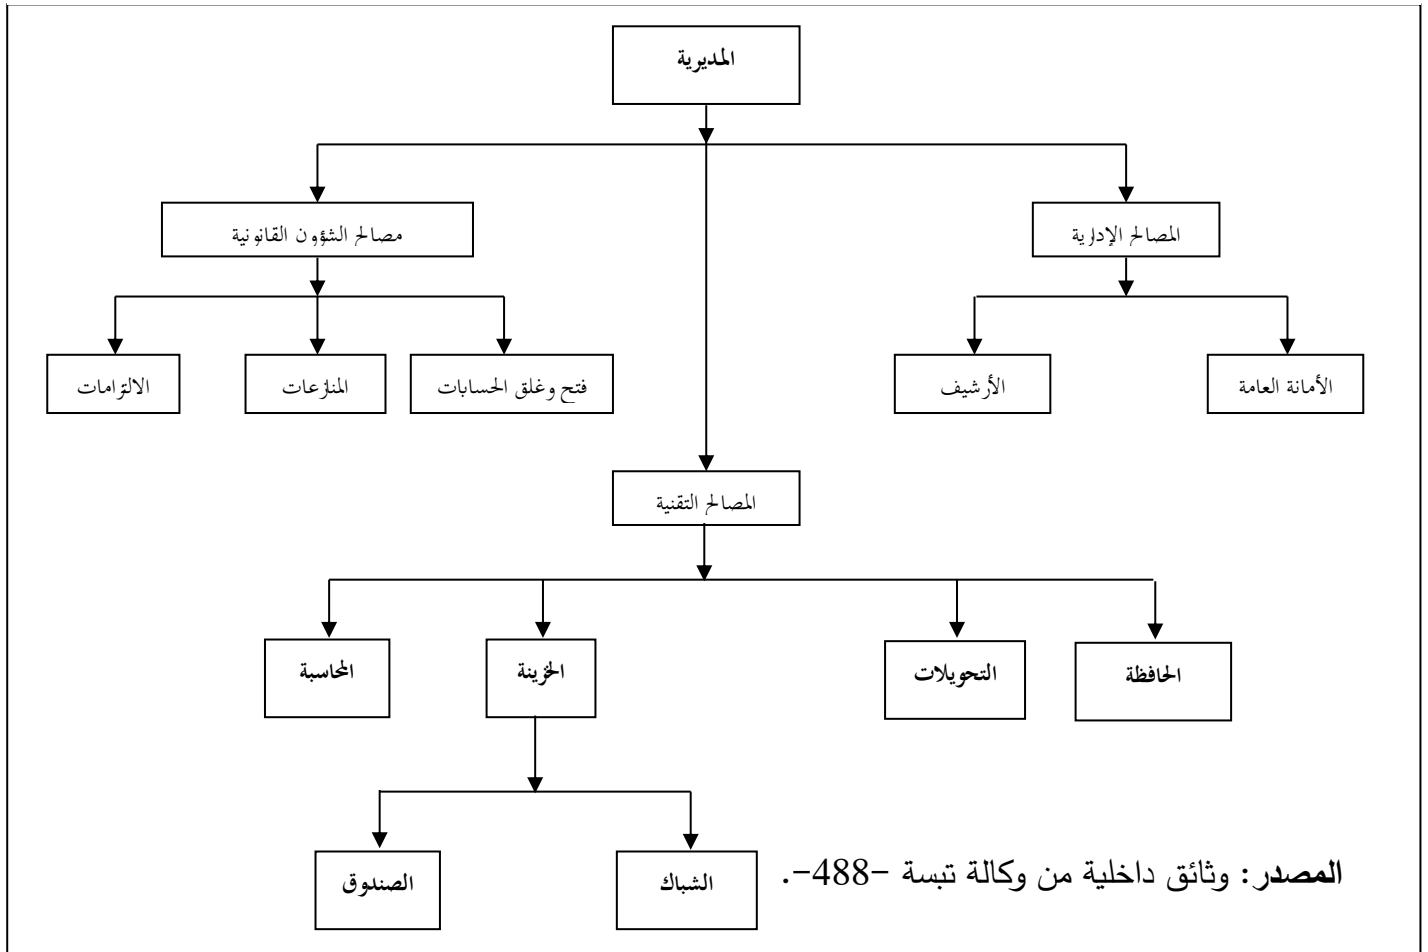 المديرية
المصالح الإدارية
مصالح الشؤون القانونية
الأمانة العامة
الأرشيف
فتح وغلق الحسابات
المنازعات
الالتزامات
المصالح التقنية
الحافظة
التحويلات
الخزينة
المحاسبة
الشباك
الصندوق
المصدر: وثائق داخلية من وكالة تبسة -488-.